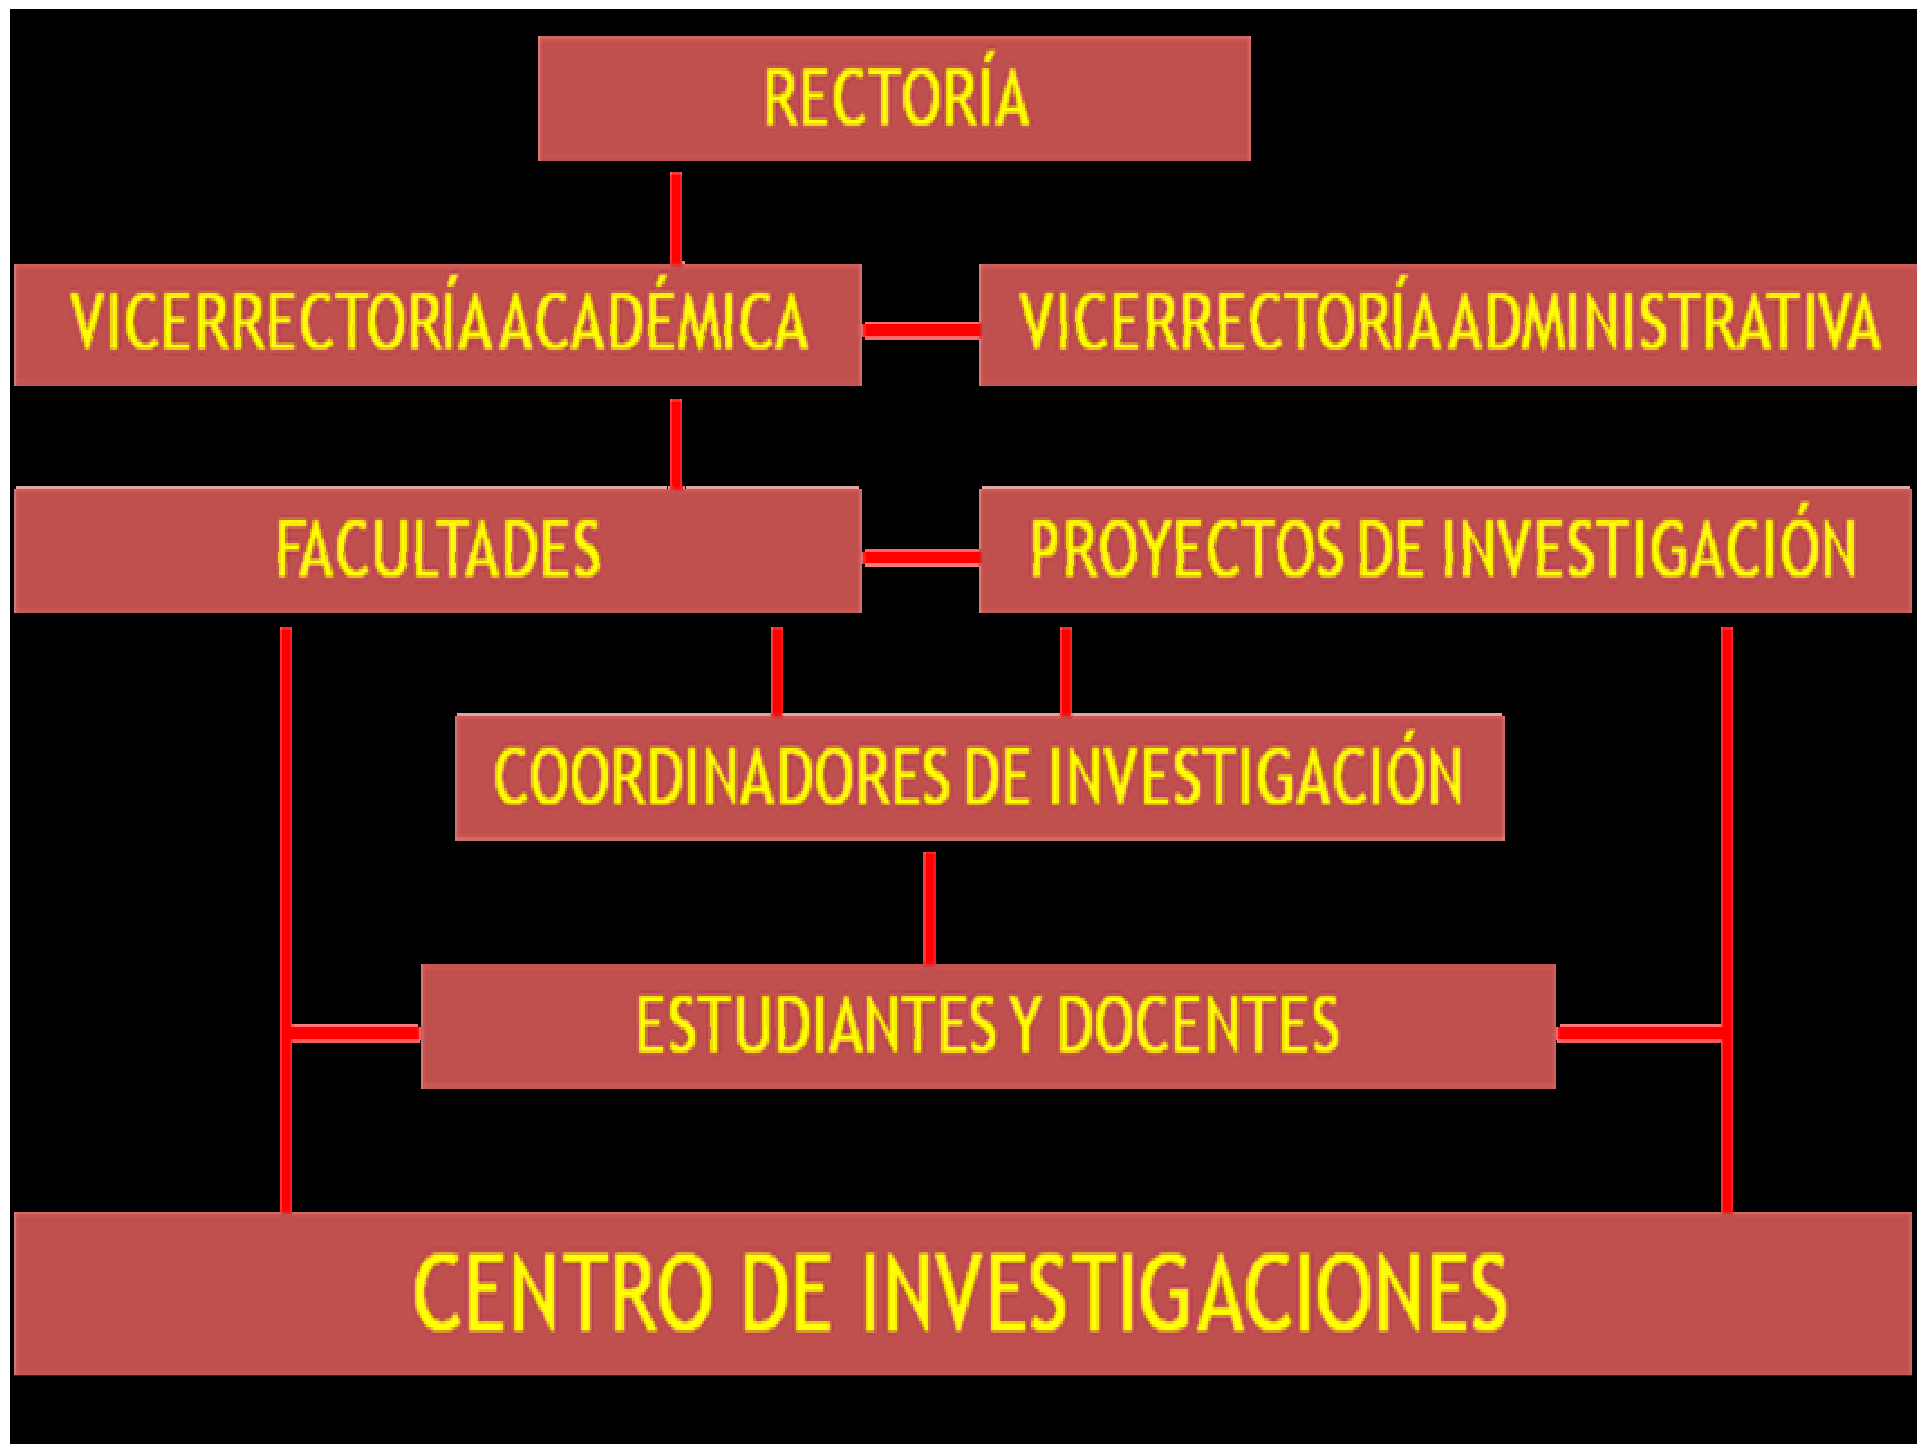 RECTORÍA
VICERRECTORÍA ACADÉMICA
VICERRECTORÍA ADMINISTRATIVA
FACULTADES
PROYECTOS DE INVESTIGACIÓN
COORDINADORES DE INVESTIGACIÓN
ESTUDIANTES Y DOCENTES
CENTRO DE INVESTIGACIONES